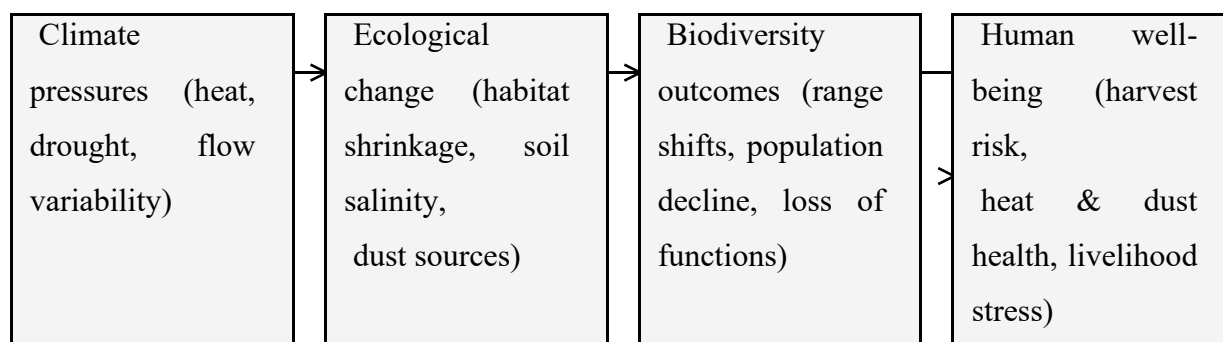 Climate
pressures (heat,
drought, flow
variability)
Ecological
change (habitat
shrinkage, soil
salinity,
dust sources)
Biodiversity
outcomes (range
shifts, population
decline, loss of
functions)
Human well-
being (harvest
risk,
heat & dust
health, livelihood
stress)